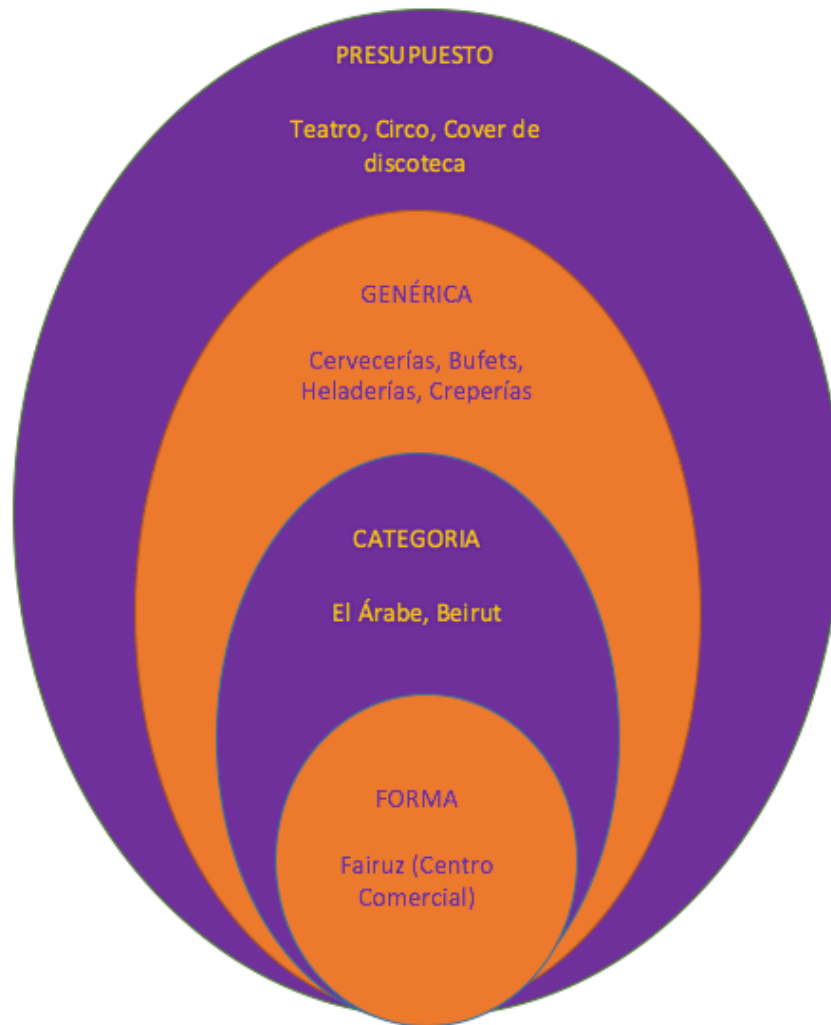 PRESUPUESTO
Teatro, Circo, Cover de
discoteca
GENÉRICA
Cervecerías, Bufets,
Heladerías, Creperías
CATEGORIA
El Árabe, Beirut
FORMA
Fairuz (Centro
Comercial)